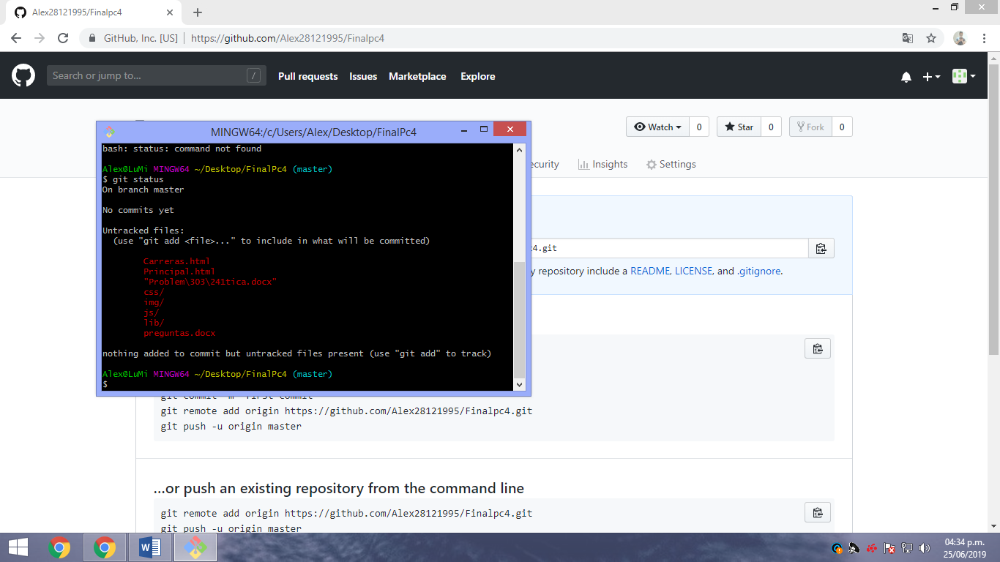 Alex28121995/Finalpc4
GitHub, Inc. [US] | https://github.com/Alex28121995/Finalpc4
Search or jump to... /
Pull requests Issues Marketplace Explore
Watch 0 Star 0 Fork 0
ecurity Insights Settings
MINGW64:/c/Users/Alex/Desktop/FinalPc4
bash: status: command not found
Alex@LuMi MINGW64 ~/Desktop/FinalPc4 (master)
$ git status
On branch master
No commits yet
Untracked files:
(use "git add <file>..." to include in what will be committed)
Carreras.html
Principal.html
"Problem\303\241tica.docx"
css/
img/
js/
lib/
preguntas.docx
nothing added to commit but untracked files present (use "git add" to track)
Alex@LuMi MINGW64 ~/Desktop/FinalPc4 (master)
$
4.git
y repository include a README, LICENSE, and .gitignore.
git commit -m "first commit"
git remote add origin https://github.com/Alex28121995/Finalpc4.git
git push -u origin master
...or push an existing repository from the command line
git remote add origin https://github.com/Alex28121995/Finalpc4.git
git push -u origin master
04:34 p.m.
25/06/2019